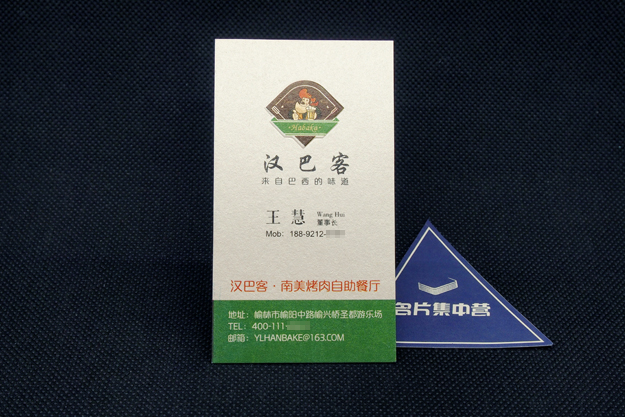 Habaka
汉巴客
来自巴西的味道
王 慧 Wang Hui
董事长
Mob: 188-9212-
汉巴客·南美烤肉自助餐厅
地址: 榆林市榆阳中路榆兴桥圣都游乐场
TEL: 400-111-
邮箱: YLHANBAKE@163.COM
名片集中营